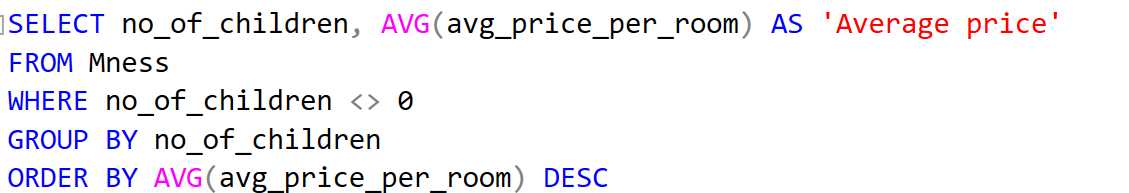 SELECT no_of_children, AVG(avg_price_per_room) AS 'Average price'
FROM Mness
WHERE no_of_children <> 0
GROUP BY no_of_children
ORDER BY AVG(avg_price_per_room) DESC